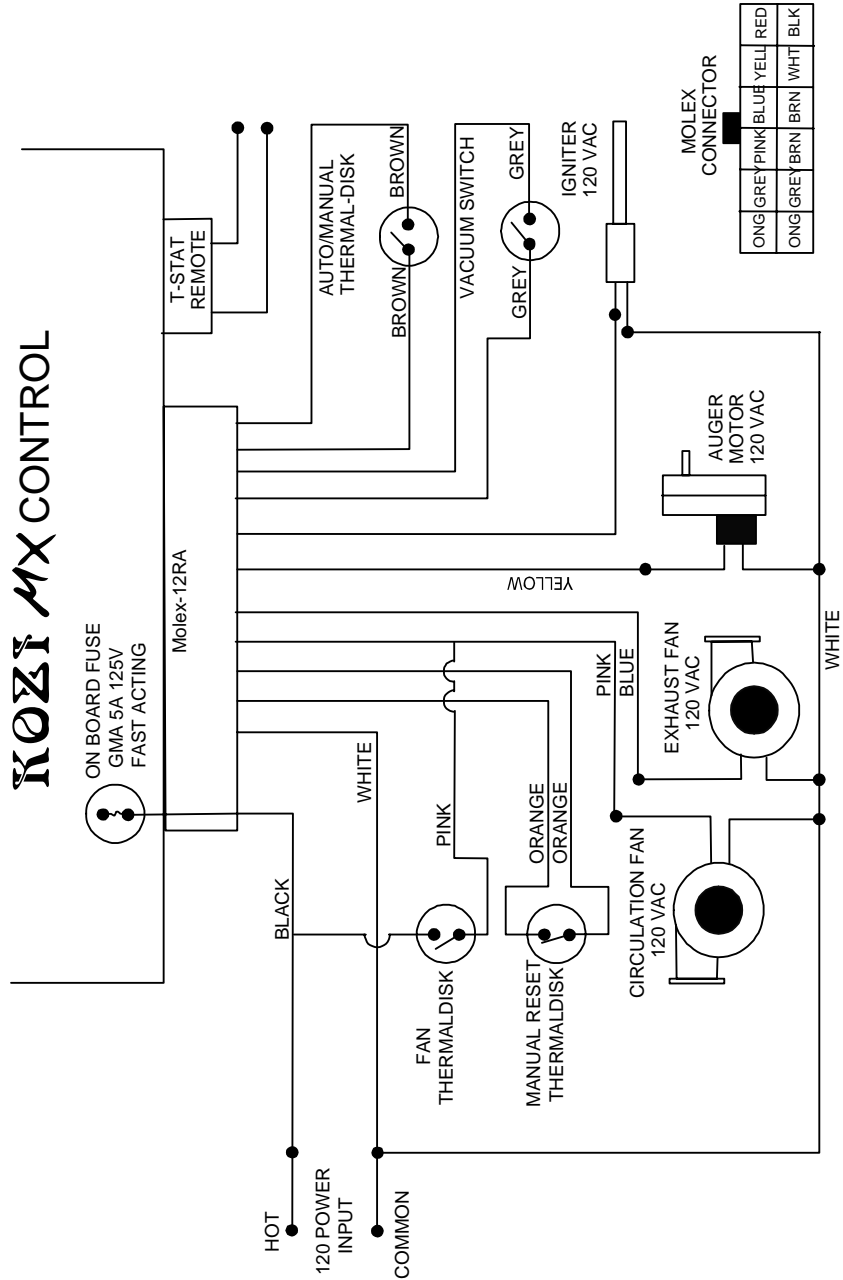 KOZI MX CONTROL
ON BOARD FUSE
GMA 5A 125V
FAST ACTING
Molex-12RA
T-STAT
REMOTE
HOT
120 POWER
INPUT
COMMON
BLACK
WHITE
FAN
THERMALDISK
PINK
MANUAL RESET
THERMALDISK
ORANGE
ORANGE
CIRCULATION FAN
120 VAC
PINK
BLUE
EXHAUST FAN
120 VAC
YELLOW
AUGER
MOTOR
120 VAC
WHITE
AUTO/MANUAL
THERMAL-DISK
BROWN
BROWN
VACUUM SWITCH
GREY
GREY
IGNITER
120 VAC
MOLEX
CONNECTOR
ONG GREY PINK BLUE YELL RED
ONG GREY BRN BRN WHT BLK